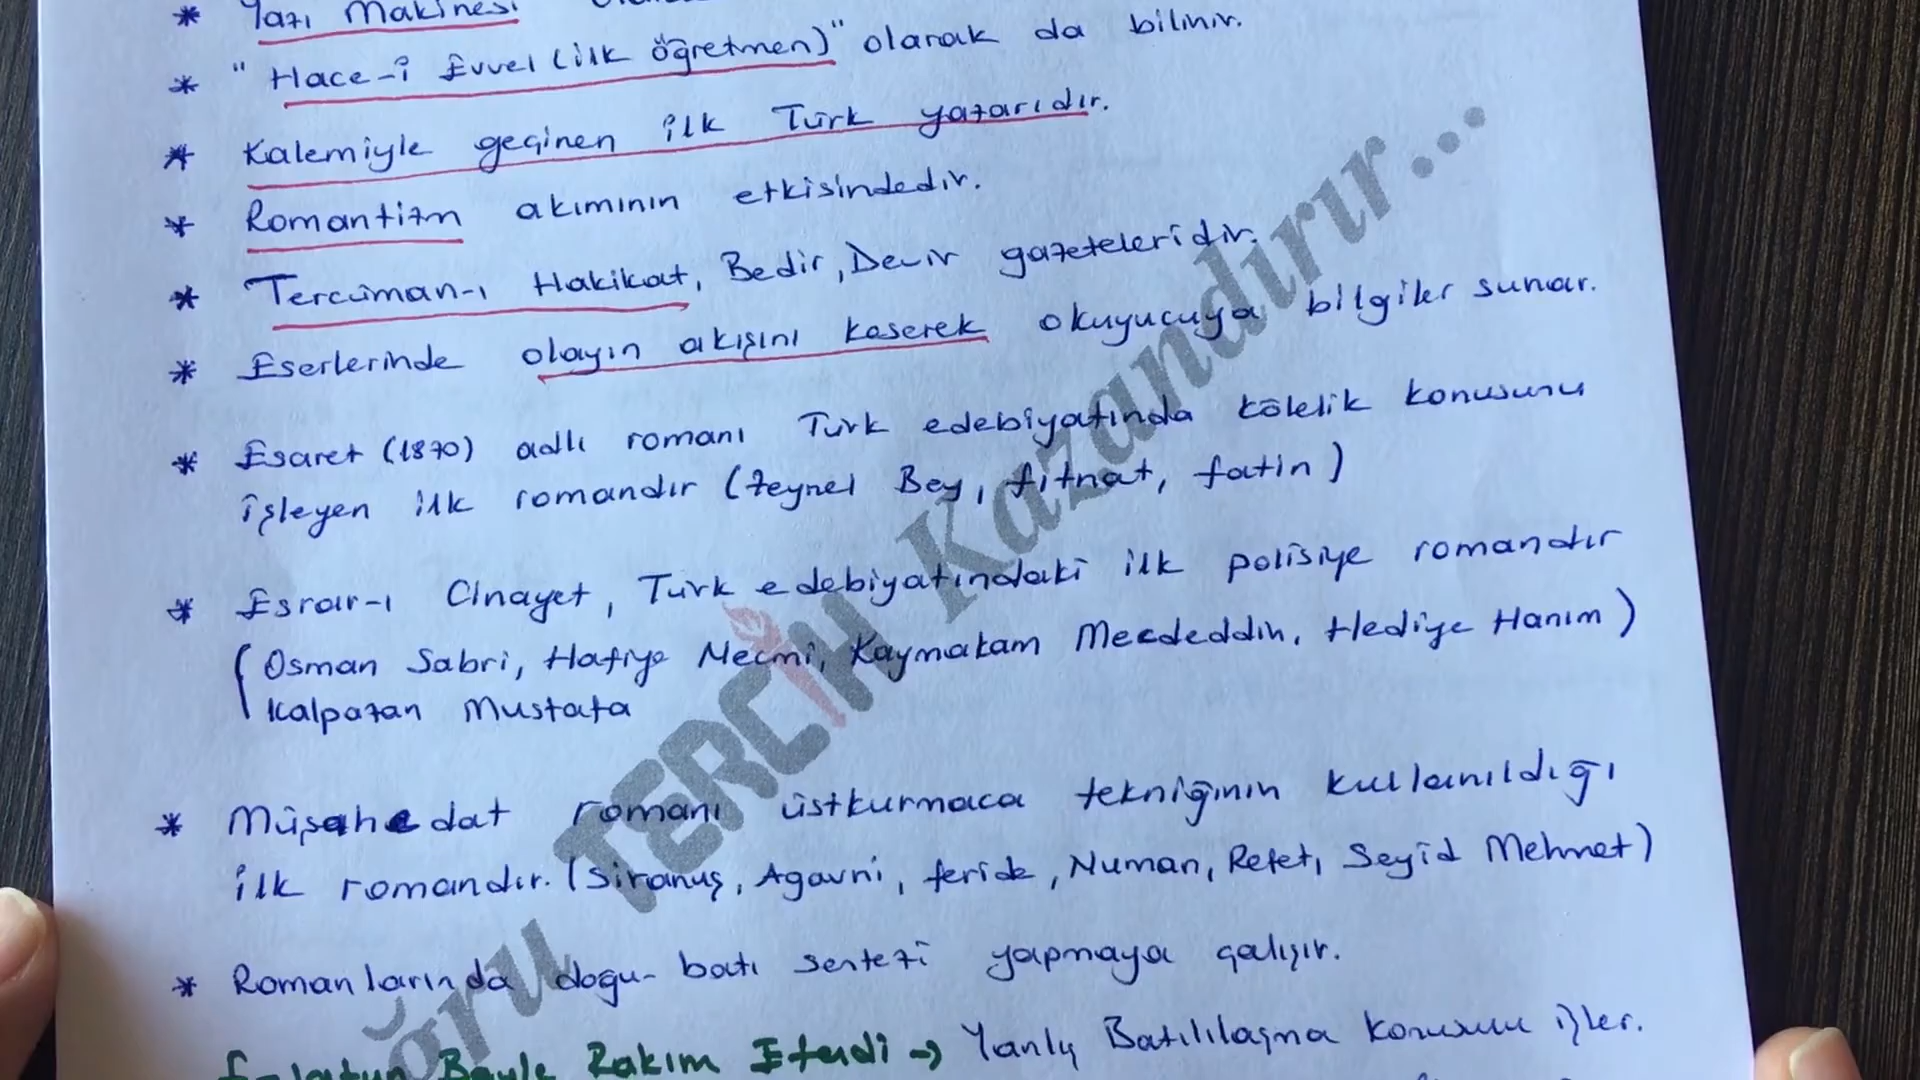 * Yazı Makinesi
* "Hace-i Evvel (ilk öğretmen)" olarak da bilinir.
* Kalemiyle geçinen ilk Türk yazarıdır.
* Romantizm akımının etkisindedir.
* Tercüman-ı Hakikat, Bedir, Devir gazeteleridir.
* Eserlerinde olayın akışını keserek okuyucuya bilgiler sunar.
* Esaret (1870) adlı romanı Türk edebiyatında kölelik konusunu
işleyen ilk romandır (Zeynel Bey, fitnat, fatin)
* Esrar-ı Cinayet, Türk edebiyatındaki ilk polisiye romandır
(Osman Sabri, Hafiye Necmi, Kaymakam Mecdeddin, Hediye Hanım)
Kalpazan Mustafa
* Müşahedat romanı üstkurmaca tekniğinin kullanıldığı
ilk romandır. (Siranuş, Agavni, feride, Numan, Refet, Seyid Mehmet)
* Romanlarında doğu-batı sentezi yapmaya çalışır.
Bey'le Rakım Efendi → Yanlış Batılılaşma konusunu işler.
TERCİH Kazandırır...